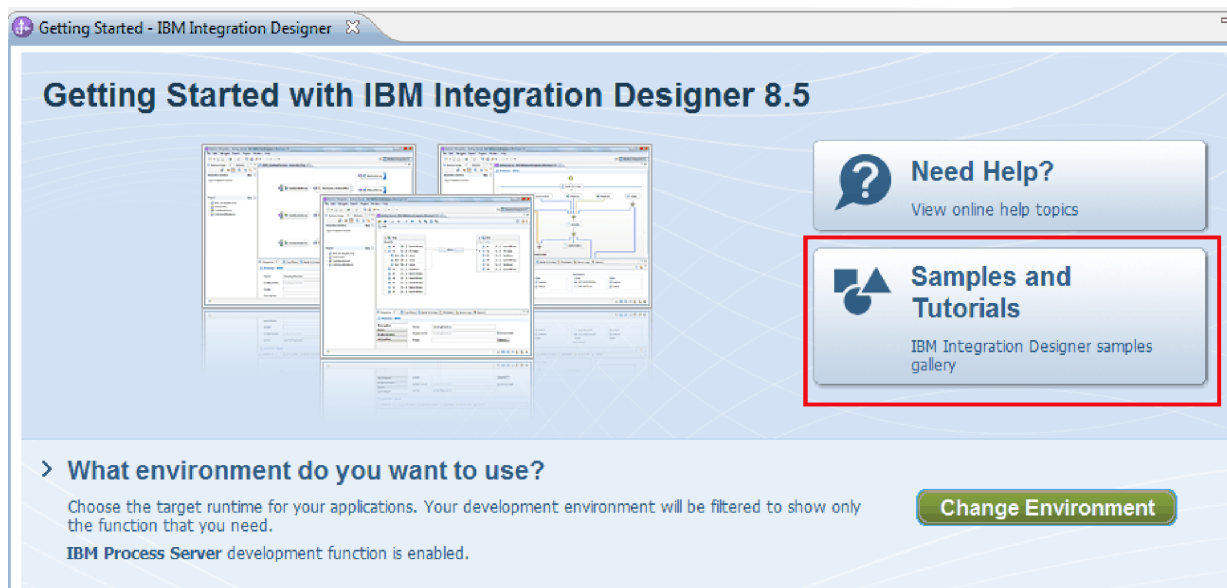 Getting Started - IBM Integration Designer
Getting Started with IBM Integration Designer 8.5
Need Help?
View online help topics
Samples and
Tutorials
IBM Integration Designer samples
gallery
What environment do you want to use?
Choose the target runtime for your applications. Your development environment will be filtered to show only
the function that you need.
IBM Process Server development function is enabled.
Change Environment